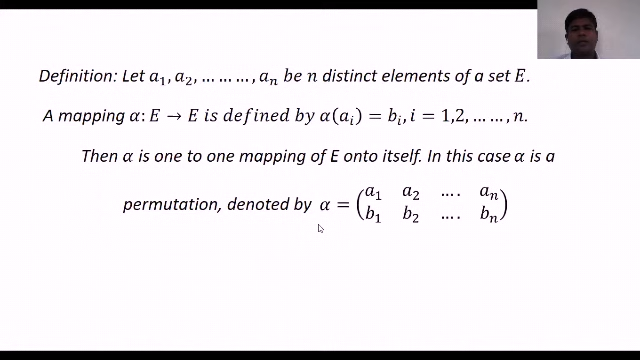 Definition: Let a₁, a₂, … … … , aₙ be n distinct elements of a set E.
A mapping α: E → E is defined by α(aᵢ) = bᵢ, i = 1,2, … … , n.
Then α is one to one mapping of E onto itself. In this case α is a
permutation, denoted by α = (a₁ a₂ …. aₙ
b₁ b₂ …. bₙ)